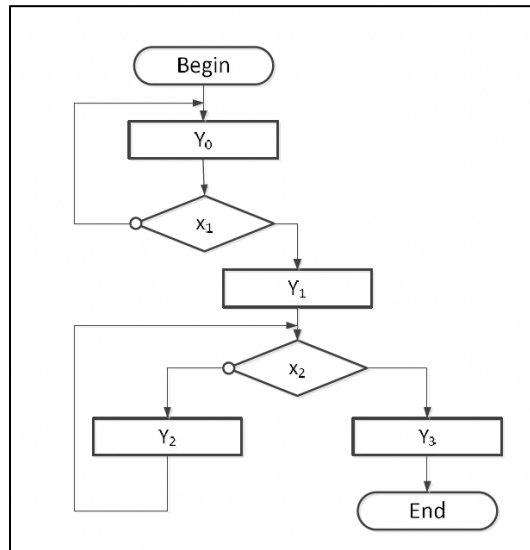 Begin
Y₀
x₁
Y₁
x₂
Y₂
Y₃
End